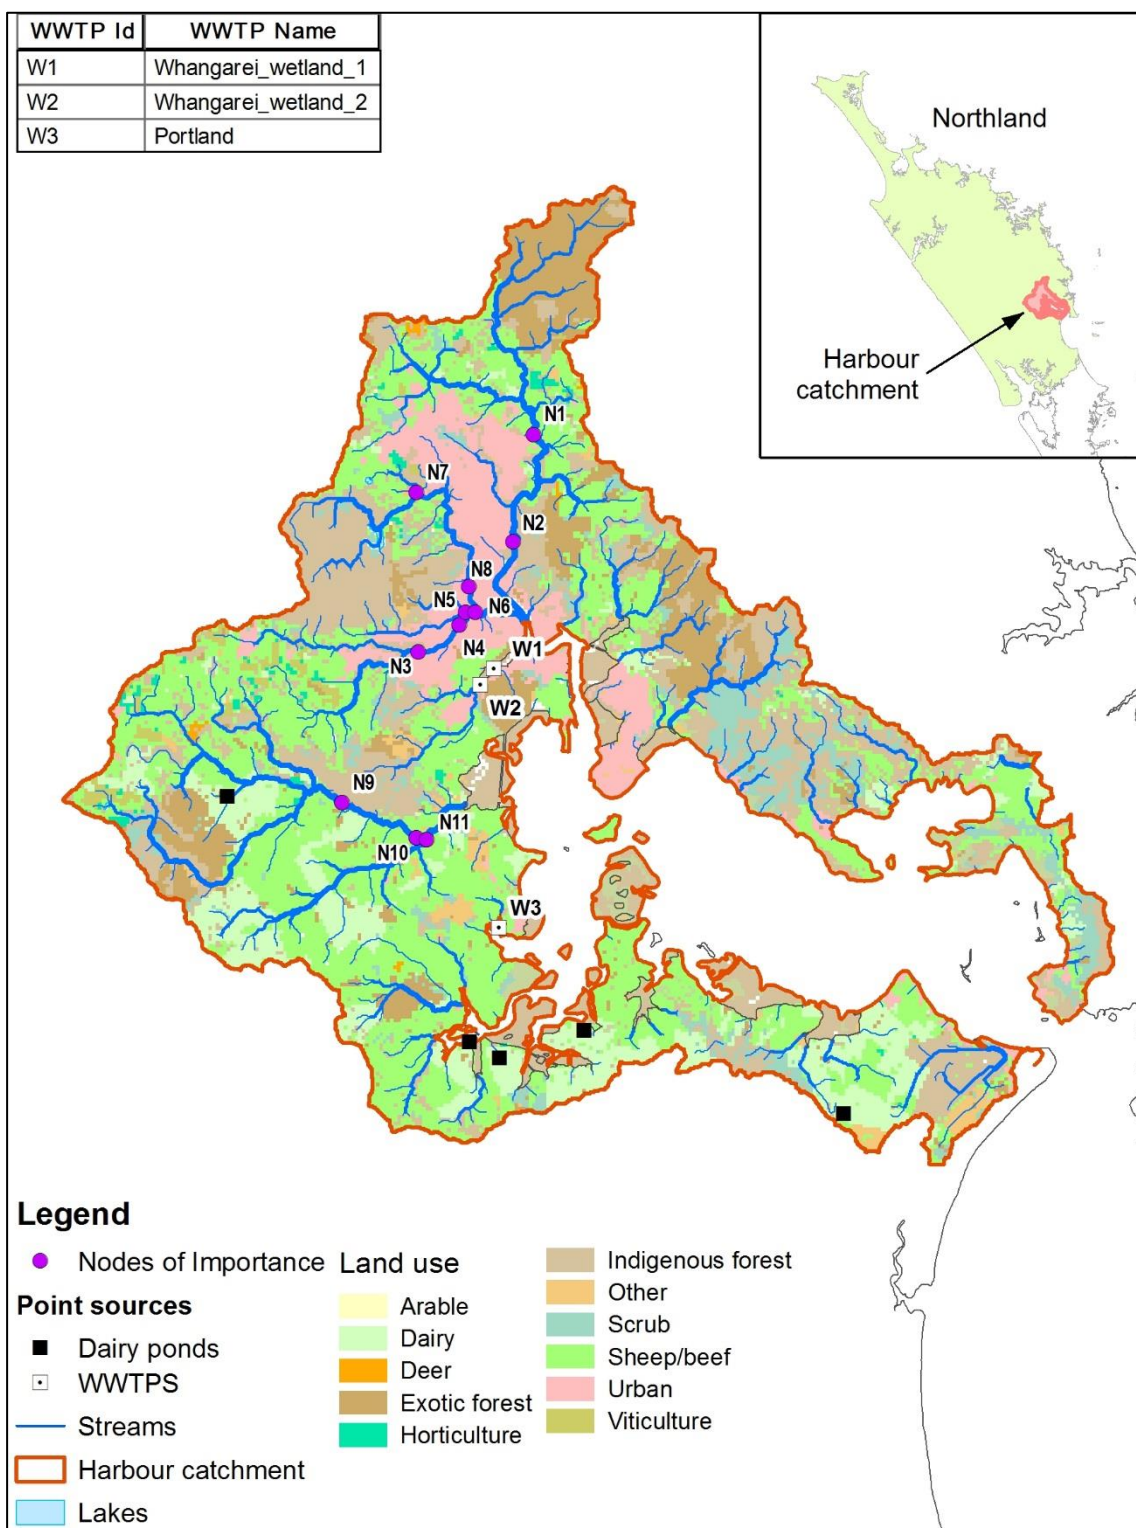 WWTP Id WWTP Name
W1 Whangarei_wetland_1
W2 Whangarei_wetland_2
W3 Portland
Northland
Harbour
catchment
N1
N7
N2
N8
N5
N6
N4
N3
W1
W2
N9
N11
N10
W3
Legend
Nodes of Importance
Point sources
Dairy ponds
WWTPS
Streams
Harbour catchment
Lakes
Land use
Arable
Dairy
Deer
Exotic forest
Horticulture
Indigenous forest
Other
Scrub
Sheep/beef
Urban
Viticulture